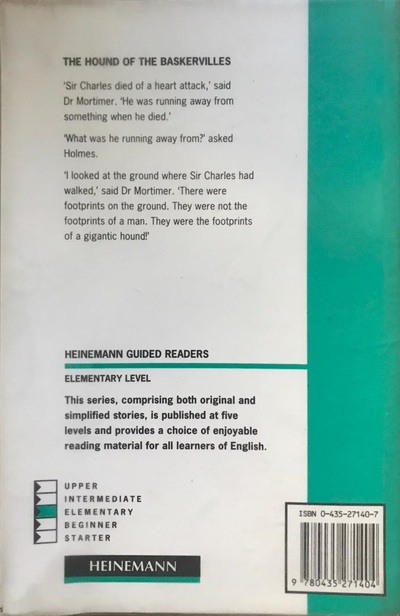 THE HOUND OF THE BASKERVILLES
'Sir Charles died of a heart attack,' said
Dr Mortimer. 'He was running away from
something when he died.'
'What was he running away from?' asked
Holmes.
'I looked at the ground where Sir Charles had
walked,' said Dr Mortimer. 'There were
footprints on the ground. They were not the
footprints of a man. They were the footprints
of a gigantic hound!'
HEINEMANN GUIDED READERS
ELEMENTARY LEVEL
This series, comprising both original and
simplified stories, is published at five
levels and provides a choice of enjoyable
reading material for all learners of English.
UPPER
INTERMEDIATE
ELEMENTARY
BEGINNER
STARTER
HEINEMANN
ISBN 0-435-27140-7
9 780435 271404